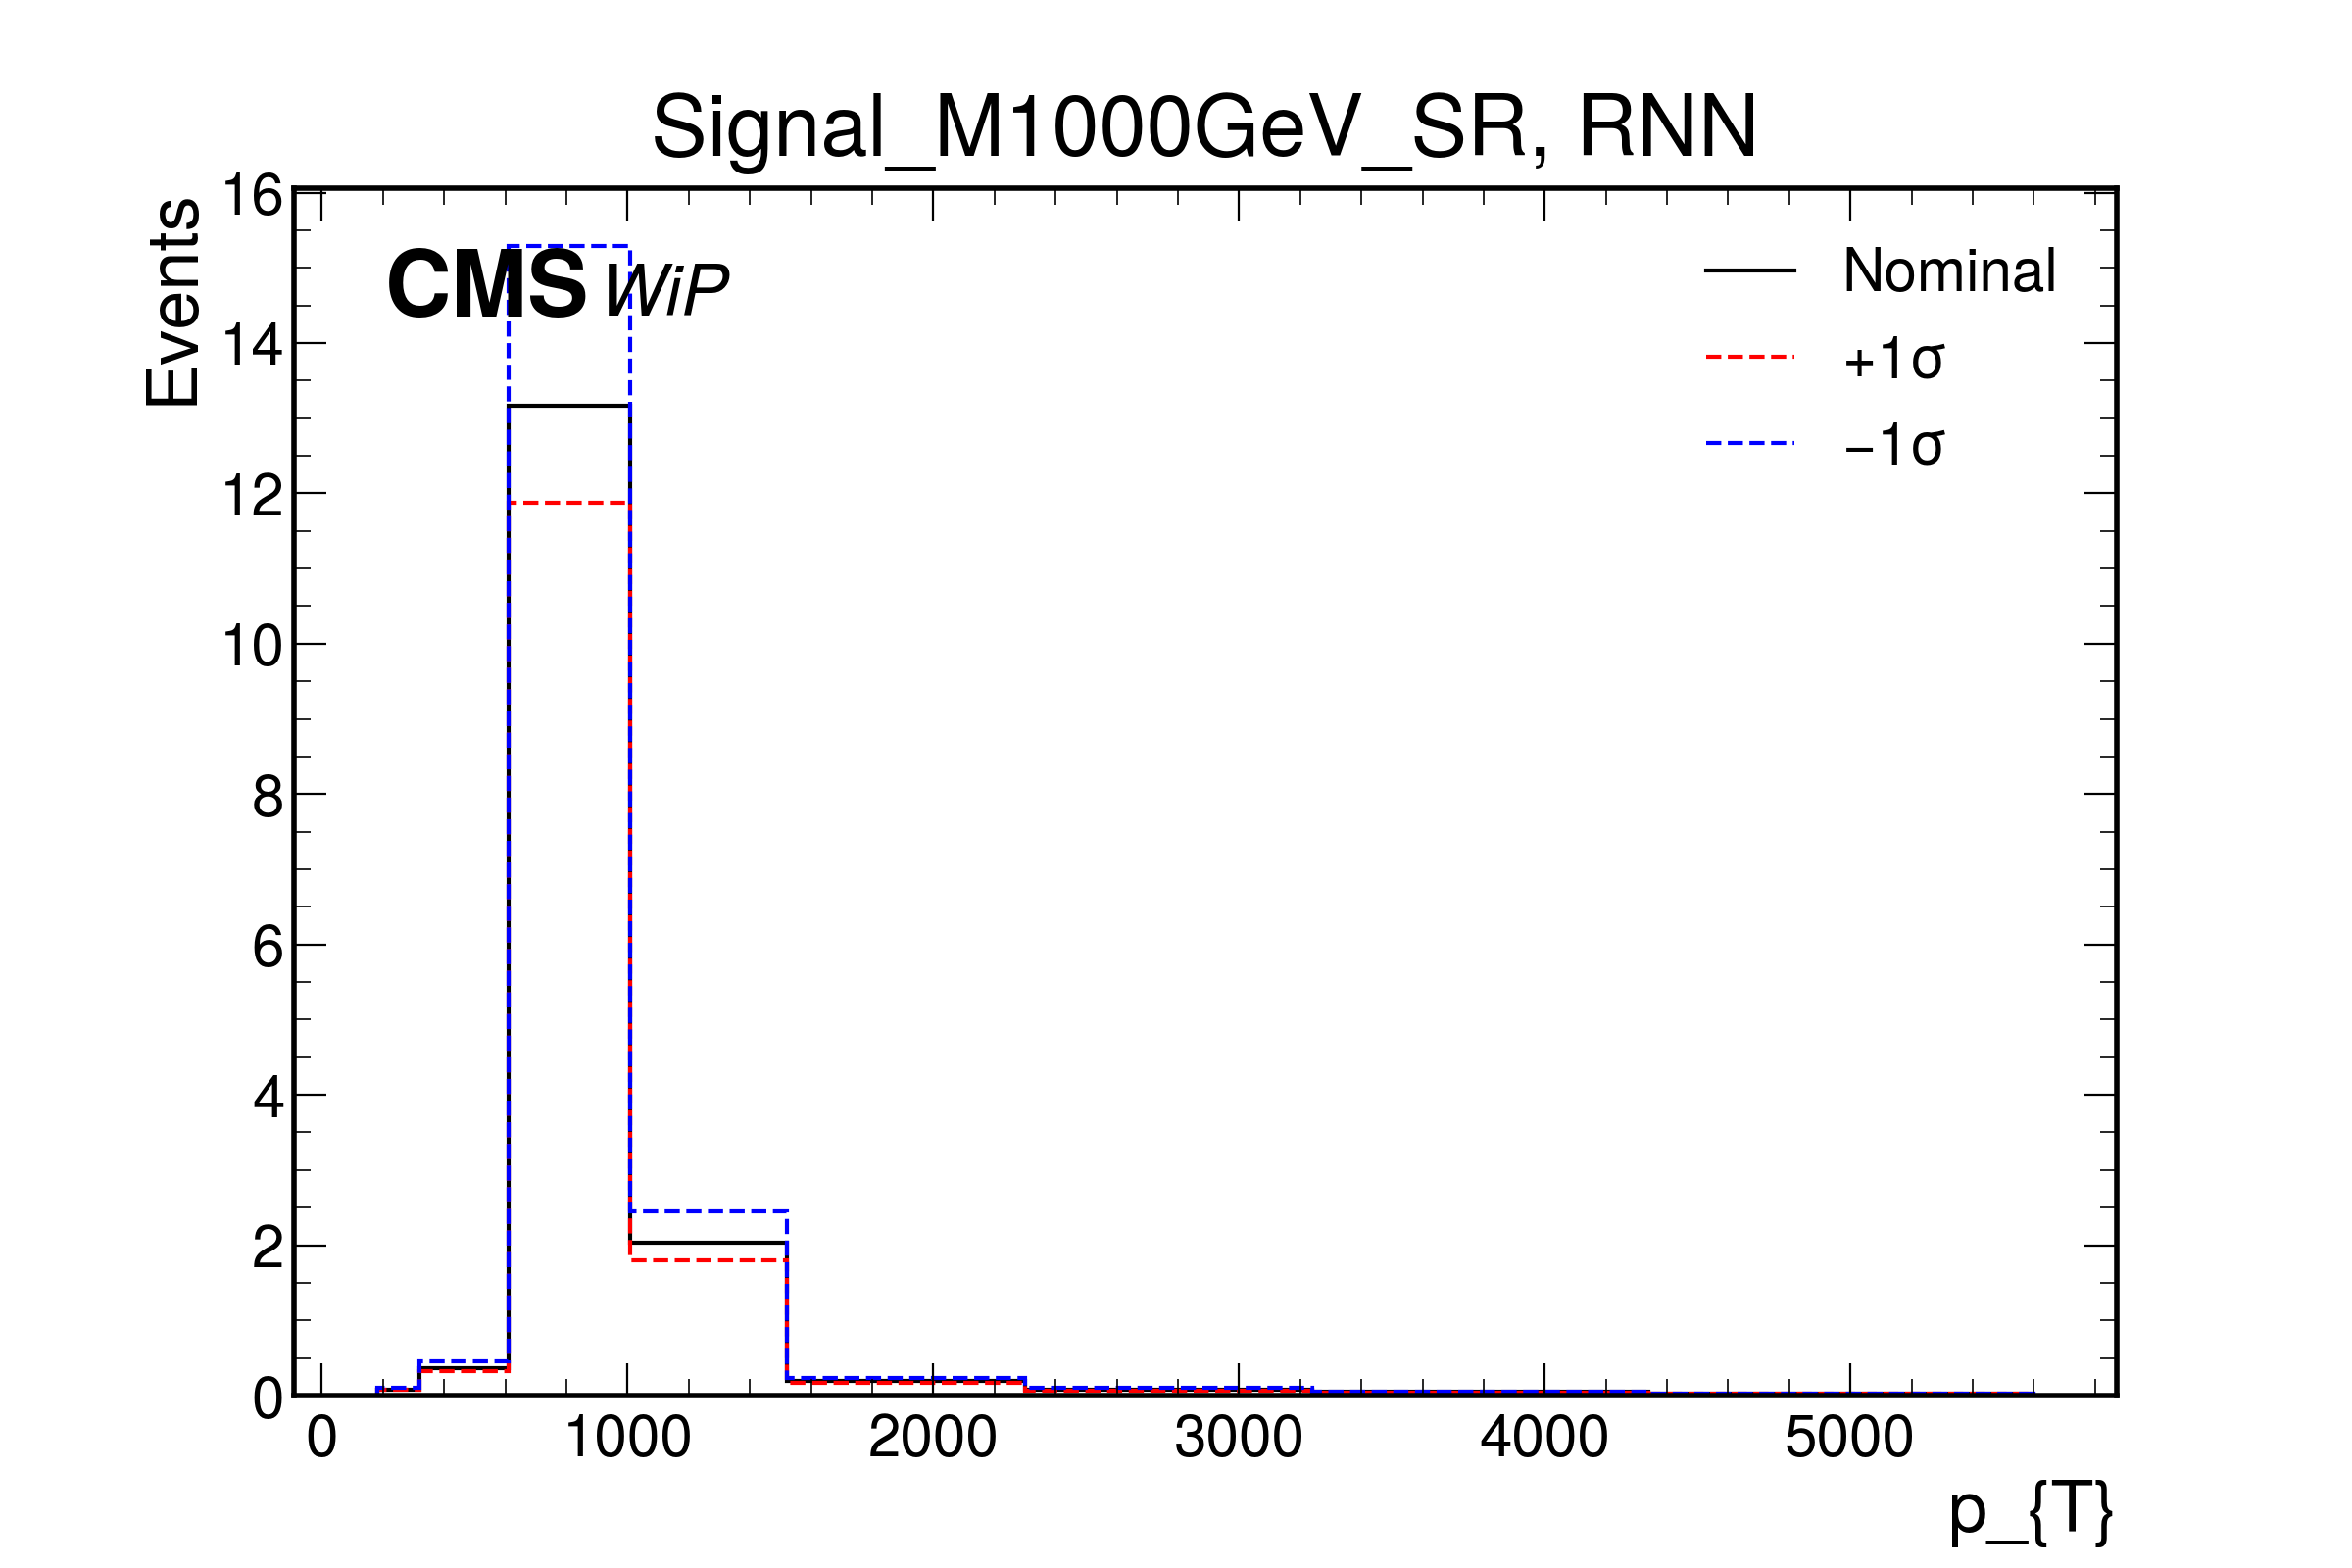 Signal_M1000GeV_SR, RNN
Events
CMS WiP
Nominal
+1σ
−1σ
16
14
12
10
8
6
4
2
0
0 1000 2000 3000 4000 5000
p_{T}